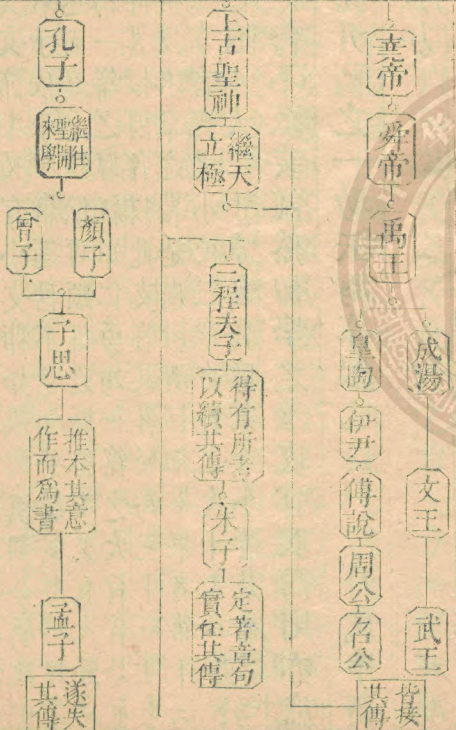 堯帝
舜帝
禹王
成湯
文王
武王
皐陶
伊尹
傅說
周公
召公
皆接
其傳
上古聖神
繼天
立極
二程夫子
得有所考
以續其傳
朱子
定著章句
實任其傳
孔子
繼往
聖開
來學
顏子
曾子
子思
推本其意
作而爲書
孟子
遂失
其傳